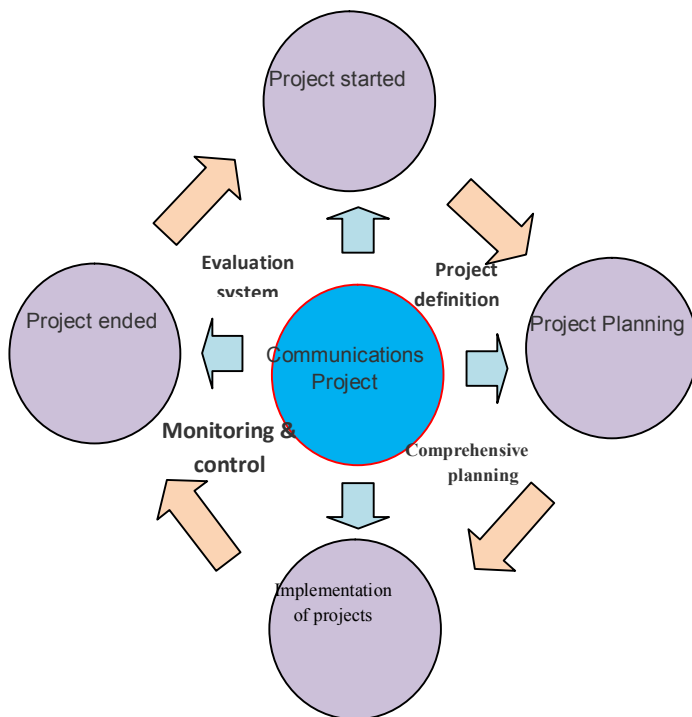 Project started
Evaluation
system
Project
definition
Project ended
Project Planning
Communications
Project
Monitoring &
control
Comprehensive
planning
Implementation
of projects